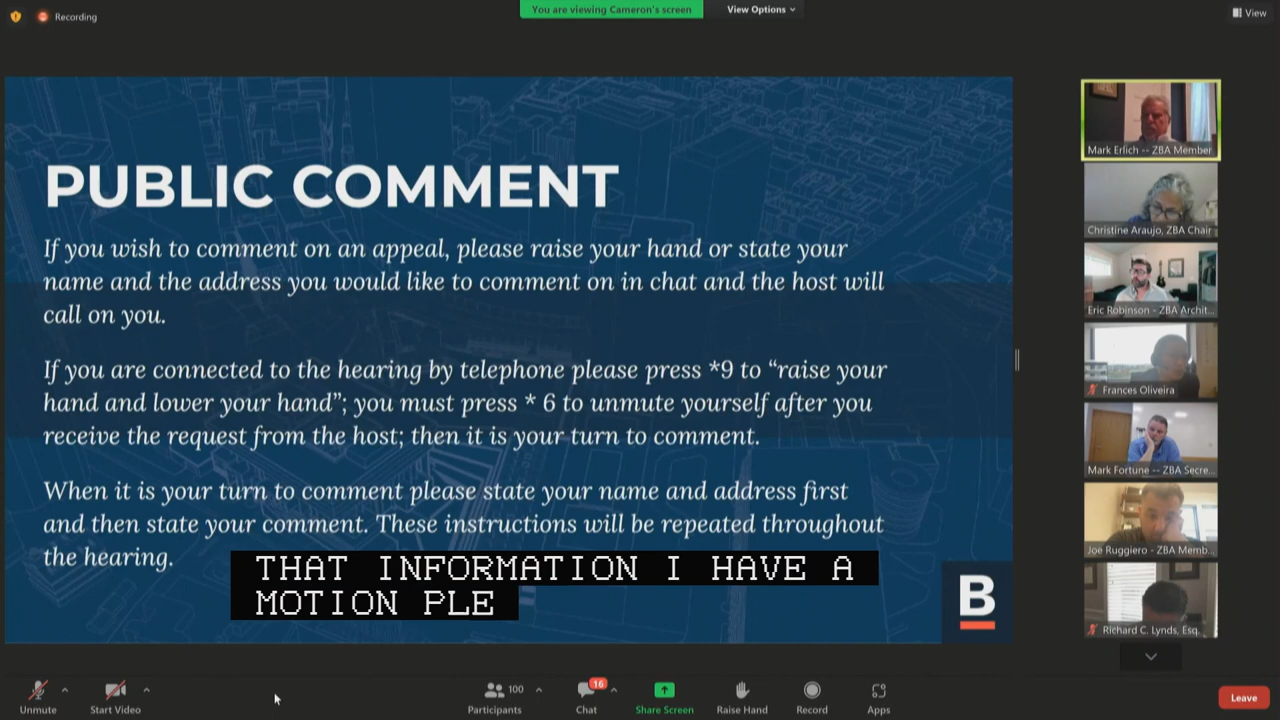 Recording
You are viewing Cameron's screen
View Options
View
PUBLIC COMMENT
If you wish to comment on an appeal, please raise your hand or state your
name and the address you would like to comment on in chat and the host will
call on you.
If you are connected to the hearing by telephone please press *9 to “raise your
hand and lower your hand”; you must press * 6 to unmute yourself after you
receive the request from the host; then it is your turn to comment.
When it is your turn to comment please state your name and address first
and then state your comment. These instructions will be repeated throughout
the hearing.
THAT INFORMATION I HAVE A
MOTION PLE
B
Mark Erlich -- ZBA Member
Christine Araujo, ZBA Chair
Eric Robinson - ZBA Archit...
Frances Oliveira
Mark Fortune -- ZBA Secre...
Joe Ruggiero - ZBA Memb...
Richard C. Lynds, Esq.
Unmute
Start Video
100
Participants
16
Chat
Share Screen
Raise Hand
Record
Apps
Leave